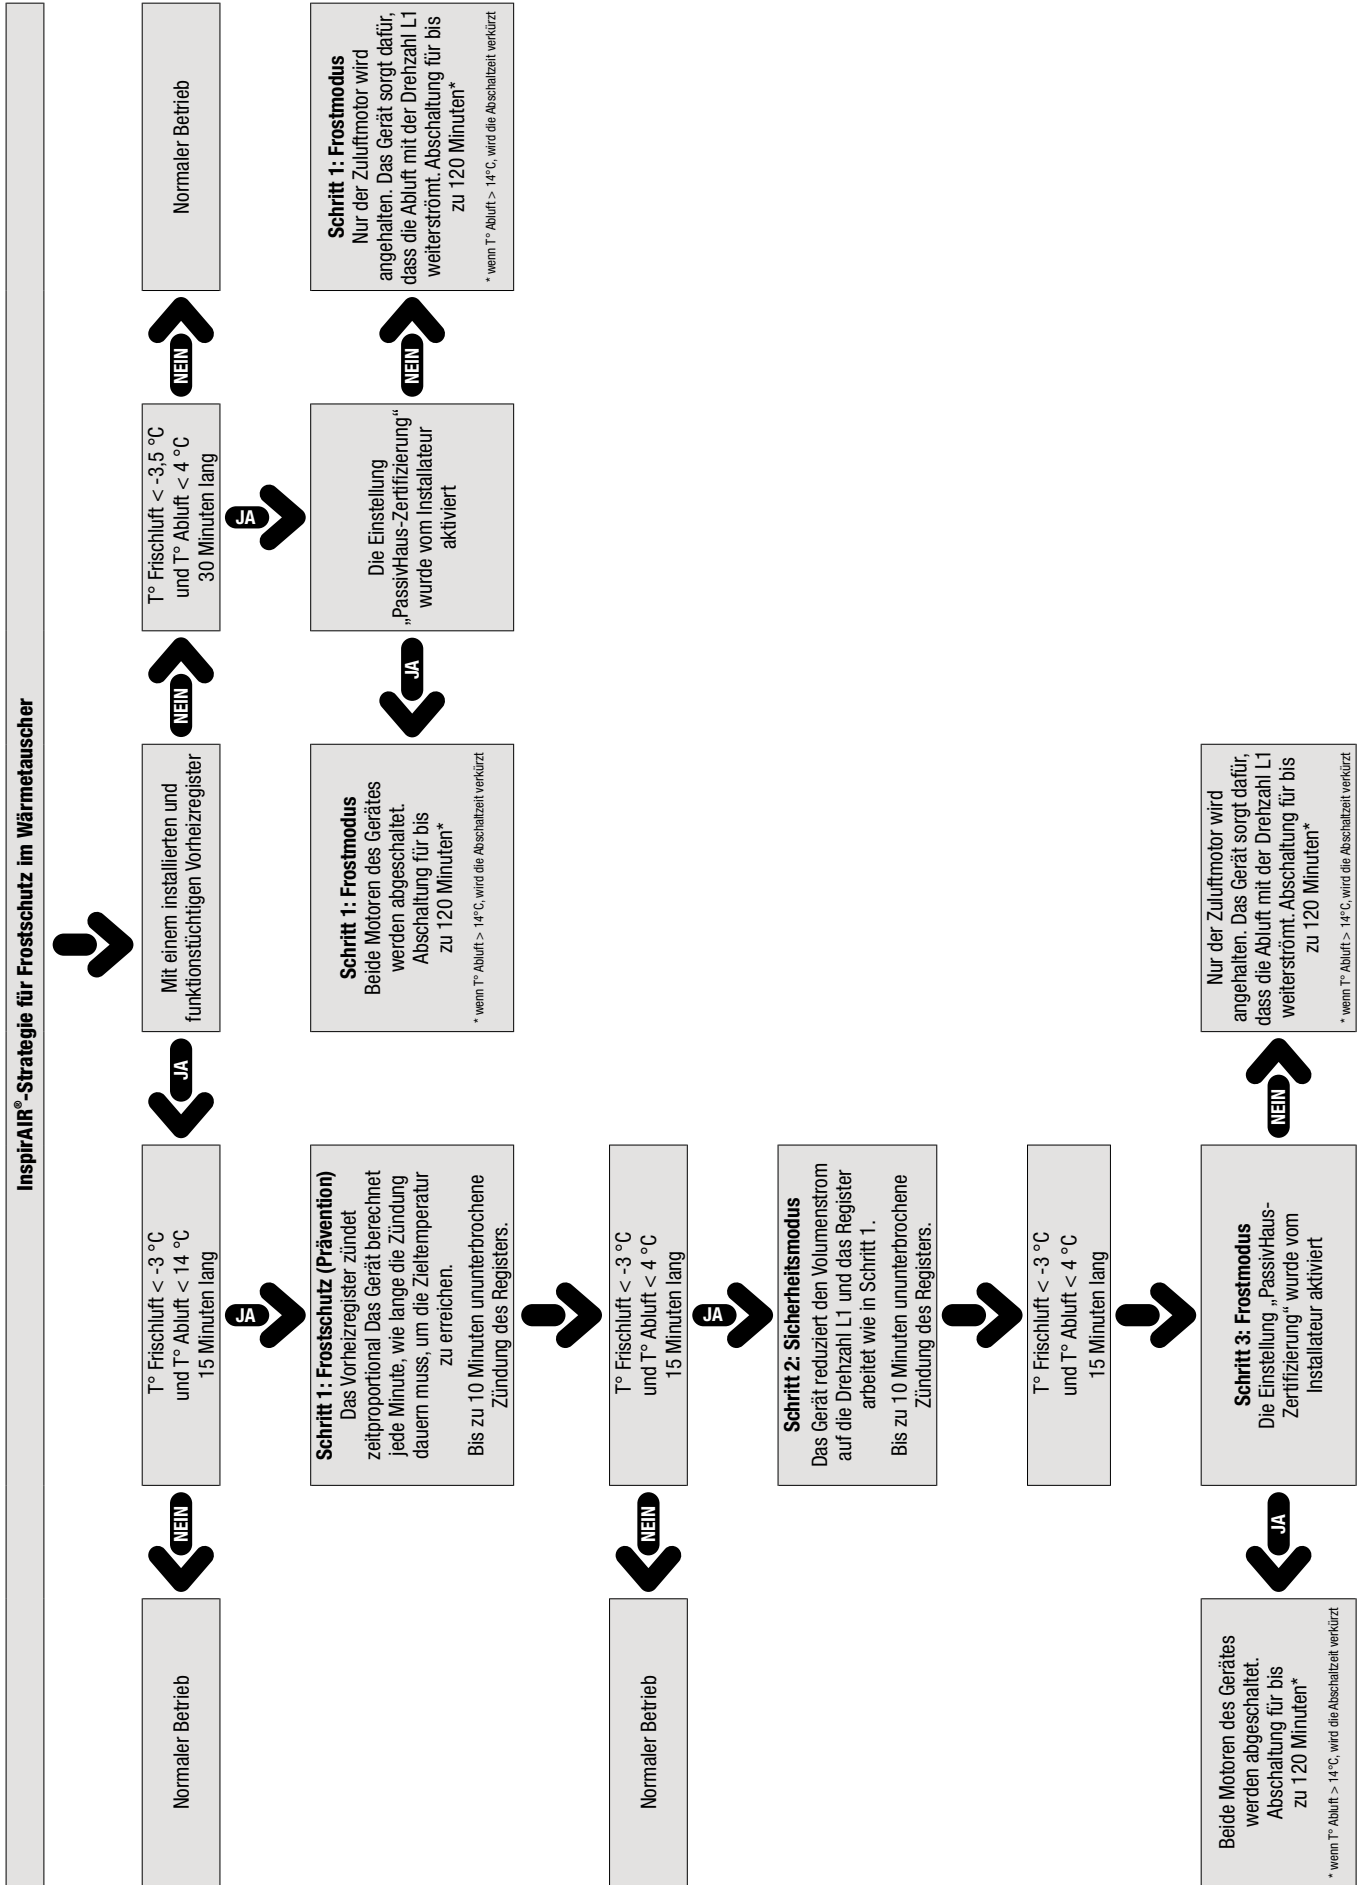 InspirAIR®-Strategie für Frostschutz im Wärmetauscher
Mit einem installierten und
funktionstüchtigen Vorheizregister
JA
NEIN
T° Frischluft < -3 °C
und T° Abluft < 14 °C
15 Minuten lang
NEIN
Normaler Betrieb
JA
Schritt 1: Frostschutz (Prävention)
Das Vorheizregister zündet
zeitproportional Das Gerät berechnet
jede Minute, wie lange die Zündung
dauern muss, um die Zieltemperatur
zu erreichen.
Bis zu 10 Minuten ununterbrochene
Zündung des Registers.
T° Frischluft < -3 °C
und T° Abluft < 4 °C
15 Minuten lang
NEIN
Normaler Betrieb
JA
Schritt 2: Sicherheitsmodus
Das Gerät reduziert den Volumenstrom
auf die Drehzahl L1 und das Register
arbeitet wie in Schritt 1.
Bis zu 10 Minuten ununterbrochene
Zündung des Registers.
T° Frischluft < -3 °C
und T° Abluft < 4 °C
15 Minuten lang
Schritt 3: Frostmodus
Die Einstellung „PassivHaus-
Zertifizierung“ wurde vom
Installateur aktiviert
JA
Beide Motoren des Gerätes
werden abgeschaltet.
Abschaltung für bis
zu 120 Minuten*
* wenn T° Abluft > 14°C, wird die Abschaltzeit verkürzt
NEIN
Nur der Zuluftmotor wird
angehalten. Das Gerät sorgt dafür,
dass die Abluft mit der Drehzahl L1
weiterströmt. Abschaltung für bis
zu 120 Minuten*
* wenn T° Abluft > 14°C, wird die Abschaltzeit verkürzt
T° Frischluft < -3,5 °C
und T° Abluft < 4 °C
30 Minuten lang
NEIN
Normaler Betrieb
JA
Die Einstellung
„PassivHaus-Zertifizierung“
wurde vom Installateur
aktiviert
JA
Schritt 1: Frostmodus
Beide Motoren des Gerätes
werden abgeschaltet.
Abschaltung für bis
zu 120 Minuten*
* wenn T° Abluft > 14°C, wird die Abschaltzeit verkürzt
NEIN
Schritt 1: Frostmodus
Nur der Zuluftmotor wird
angehalten. Das Gerät sorgt dafür,
dass die Abluft mit der Drehzahl L1
weiterströmt. Abschaltung für bis
zu 120 Minuten*
* wenn T° Abluft > 14°C, wird die Abschaltzeit verkürzt